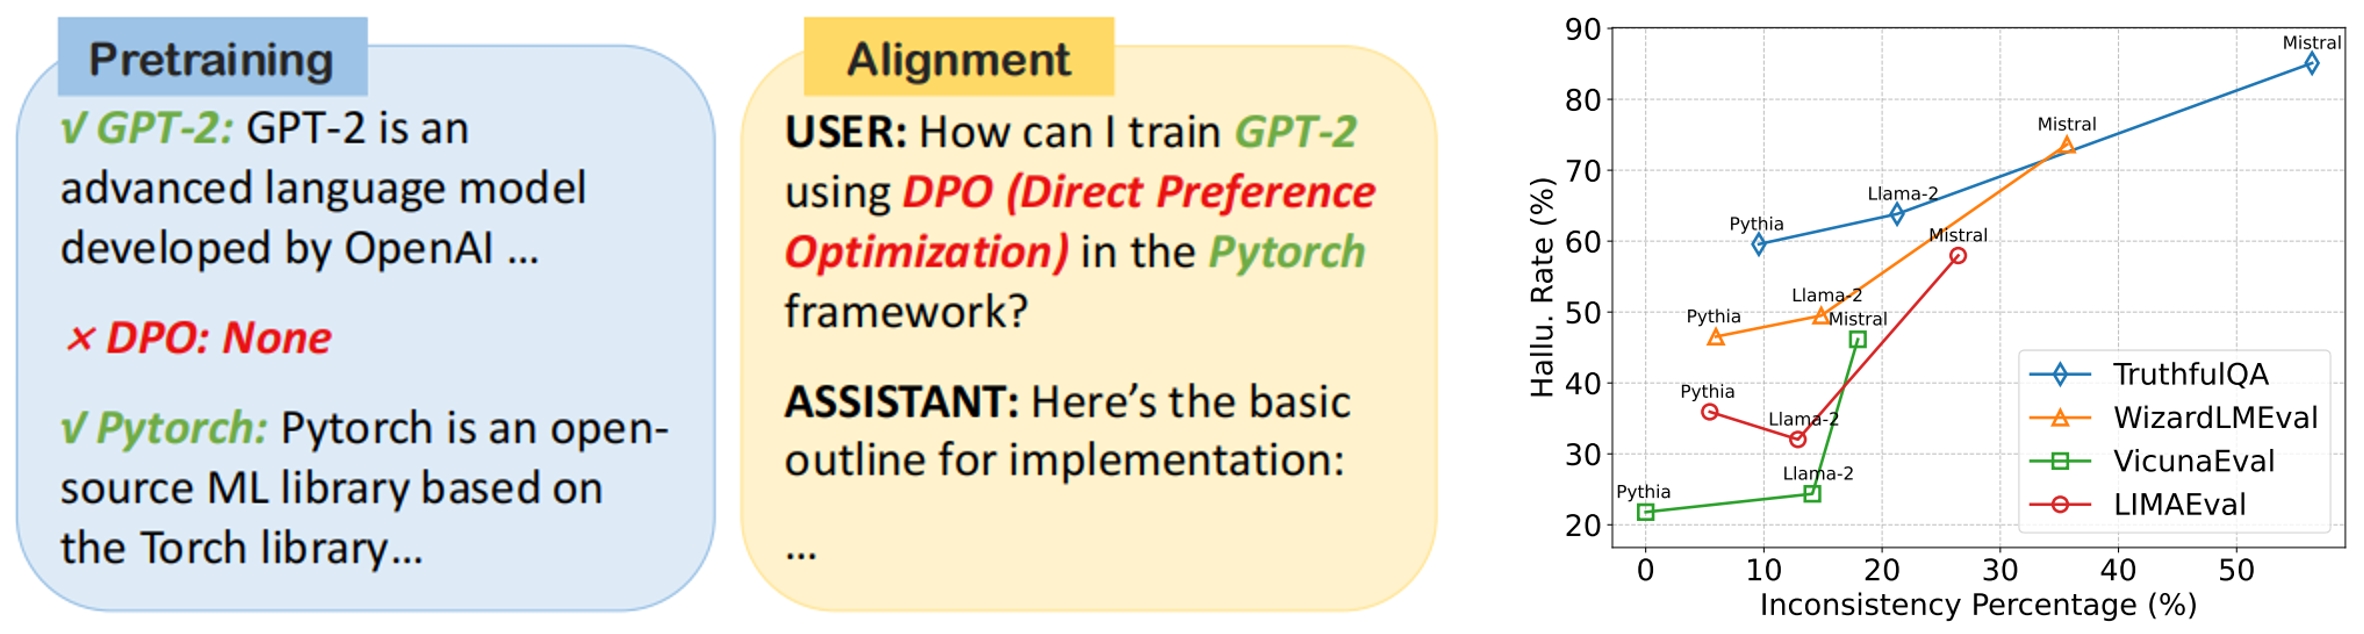 Pretraining
√ GPT-2: GPT-2 is an
advanced language model
developed by OpenAI ...
× DPO: None
√ Pytorch: Pytorch is an open-
source ML library based on
the Torch library...
Alignment
USER: How can I train GPT-2
using DPO (Direct Preference
Optimization) in the Pytorch
framework?
ASSISTANT: Here’s the basic
outline for implementation:
...
Hallu. Rate (%)
90
80
70
60
50
40
30
20
Mistral
Mistral
Llama-2
Pythia
Mistral
Llama-2
Pythia
Mistral
Pythia
Llama-2
Llama-2
Pythia
TruthfulQA
WizardLMEval
VicunaEval
LIMAEval
0 10 20 30 40 50
Inconsistency Percentage (%)